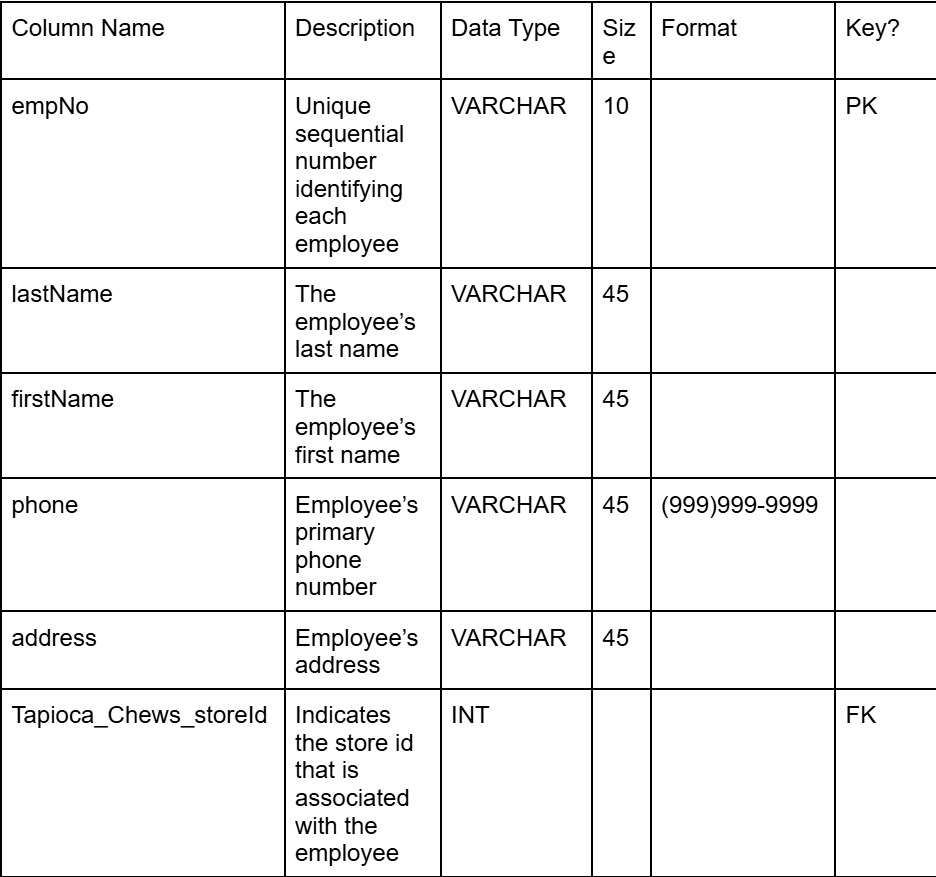 Column Name Description Data Type Siz Format Key?
e
empNo Unique VARCHAR 10 PK
sequential
number
identifying
each
employee
lastName The VARCHAR 45
employee’s
last name
firstName The VARCHAR 45
employee’s
first name
phone Employee’s VARCHAR 45 (999)999-9999
primary
phone
number
address Employee’s VARCHAR 45
address
Tapioca_Chews_storeId Indicates INT FK
the store id
that is
associated
with the
employee